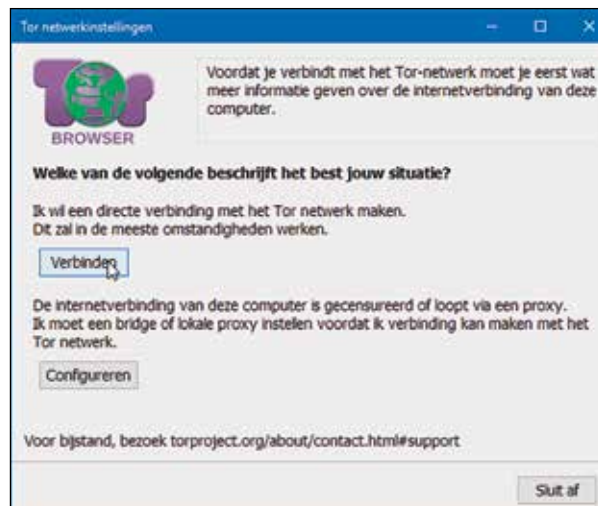 Tor netwerkinstellingen
Tor
BROWSER
Voordat je verbindt met het Tor-netwerk moet je eerst wat
meer informatie geven over de internetverbinding van deze
computer.
Welke van de volgende beschrijft het best jouw situatie?
Ik wil een directe verbinding met het Tor netwerk maken.
Dit zal in de meeste omstandigheden werken.
Verbinden
De internetverbinding van deze computer is gecensureerd of loopt via een proxy.
Ik moet een bridge of lokale proxy instellen voordat ik verbinding kan maken met het
Tor netwerk.
Configureren
Voor bijstand, bezoek torproject.org/about/contact.html#support
Sluit af